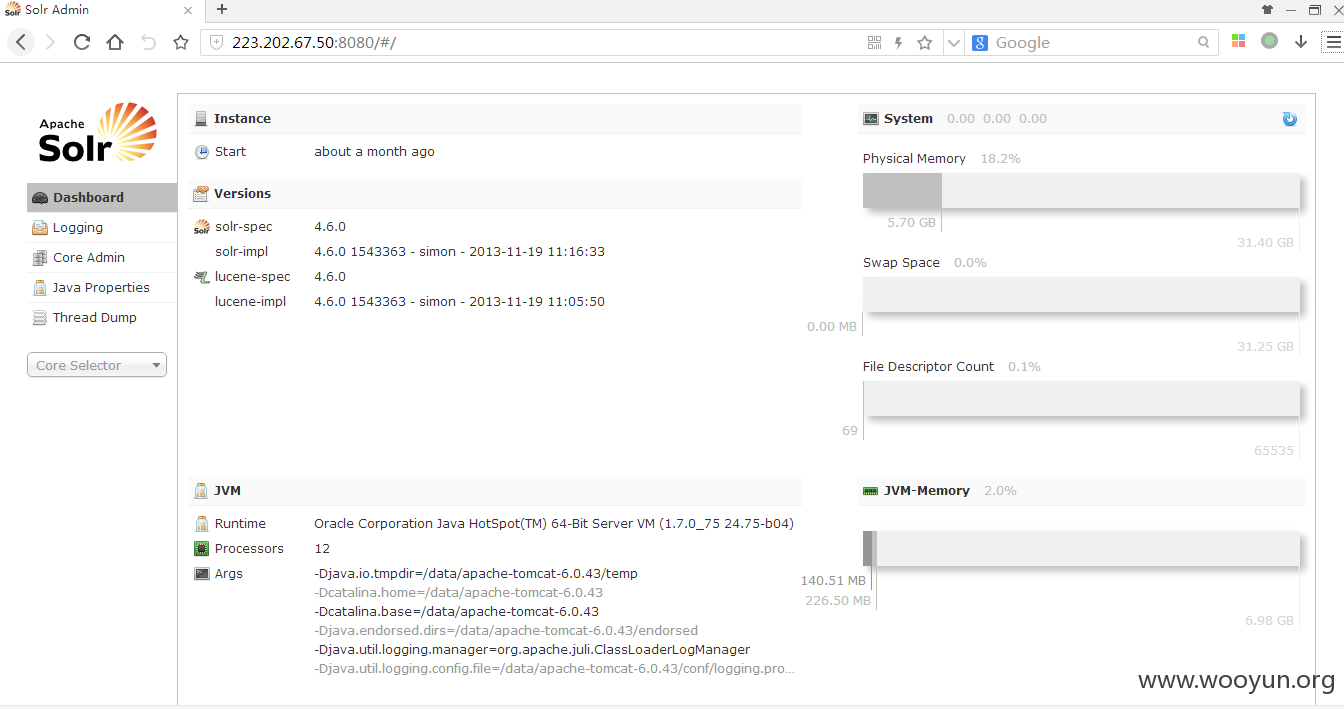 Solr Admin
223.202.67.50:8080/#/
Google
Apache
Solr
Dashboard
Logging
Core Admin
Java Properties
Thread Dump
Core Selector
Instance
Start about a month ago
Versions
solr-spec 4.6.0
solr-impl 4.6.0 1543363 - simon - 2013-11-19 11:16:33
lucene-spec 4.6.0
lucene-impl 4.6.0 1543363 - simon - 2013-11-19 11:05:50
System 0.00 0.00 0.00
Physical Memory 18.2%
5.70 GB
31.40 GB
Swap Space 0.0%
0.00 MB
31.25 GB
File Descriptor Count 0.1%
69
65535
JVM
Runtime Oracle Corporation Java HotSpot(TM) 64-Bit Server VM (1.7.0_75 24.75-b04)
Processors 12
Args -Djava.io.tmpdir=/data/apache-tomcat-6.0.43/temp
-Dcatalina.home=/data/apache-tomcat-6.0.43
-Dcatalina.base=/data/apache-tomcat-6.0.43
-Djava.endorsed.dirs=/data/apache-tomcat-6.0.43/endorsed
-Djava.util.logging.manager=org.apache.juli.ClassLoaderLogManager
-Djava.util.logging.config.file=/data/apache-tomcat-6.0.43/conf/logging.pro...
JVM-Memory 2.0%
140.51 MB
226.50 MB
6.98 GB
www.wooyun.org